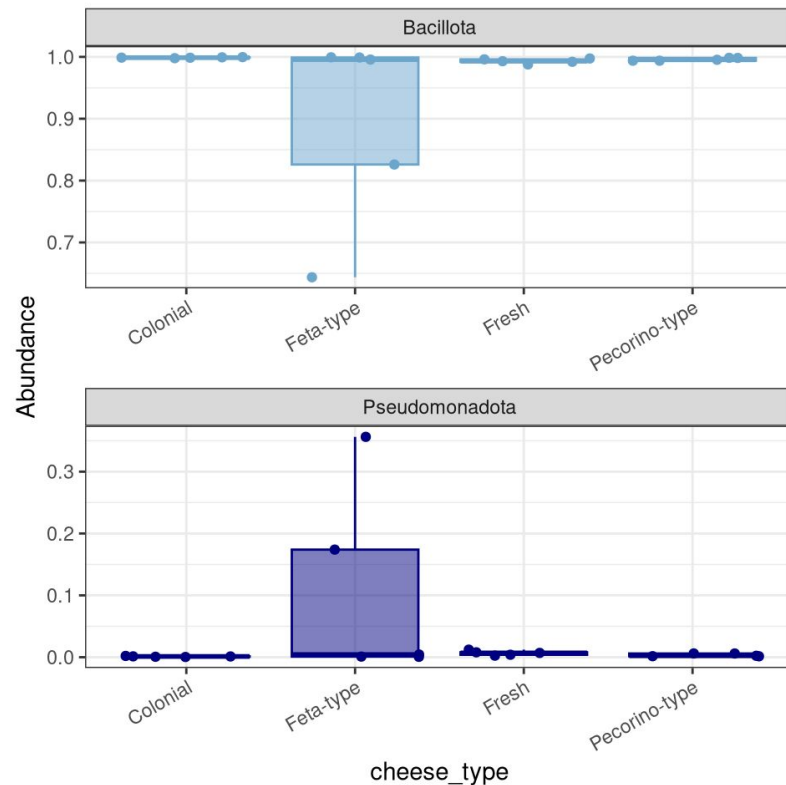 Bacillota
1.0
0.9
0.8
0.7
Colonial
Feta-type
Fresh
Pecorino-type
Abundance
Pseudomonadota
0.3
0.2
0.1
0.0
Colonial
Feta-type
Fresh
Pecorino-type
cheese_type